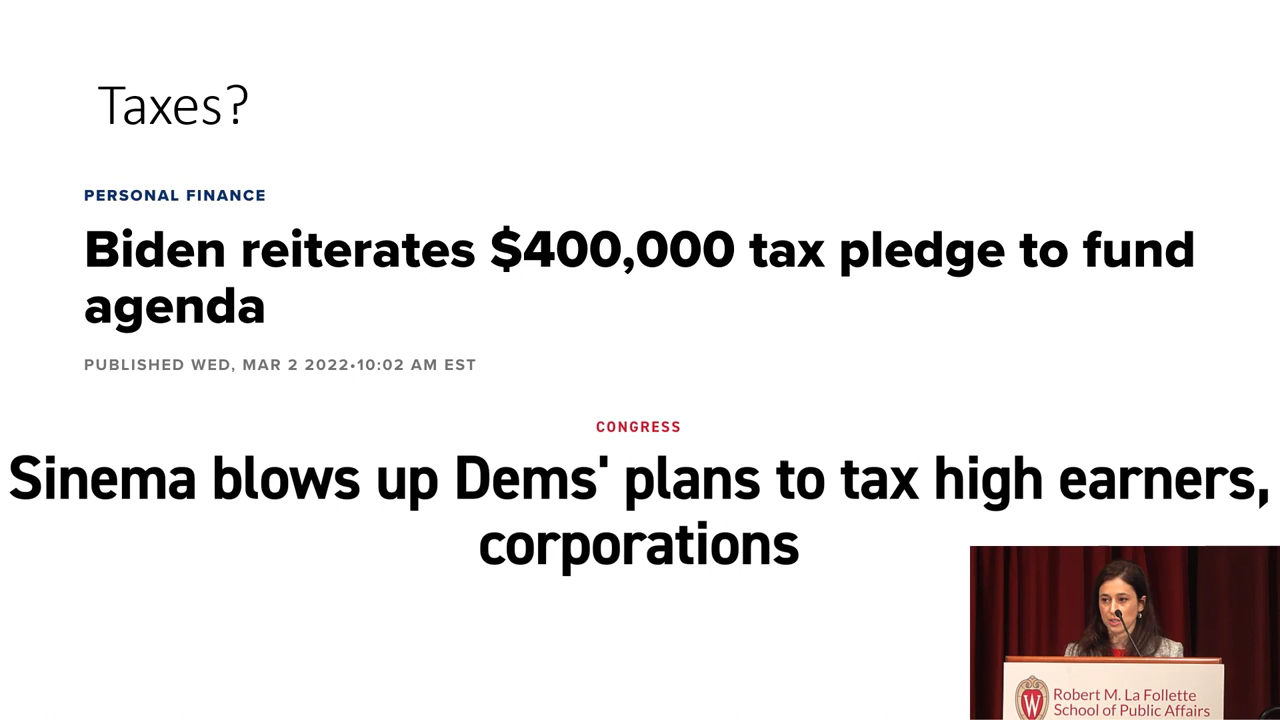 Taxes?
PERSONAL FINANCE
Biden reiterates $400,000 tax pledge to fund
agenda
PUBLISHED WED, MAR 2 2022•10:02 AM EST
CONGRESS
Sinema blows up Dems' plans to tax high earners,
corporations
W
Robert M. La Follette
School of Public Affairs